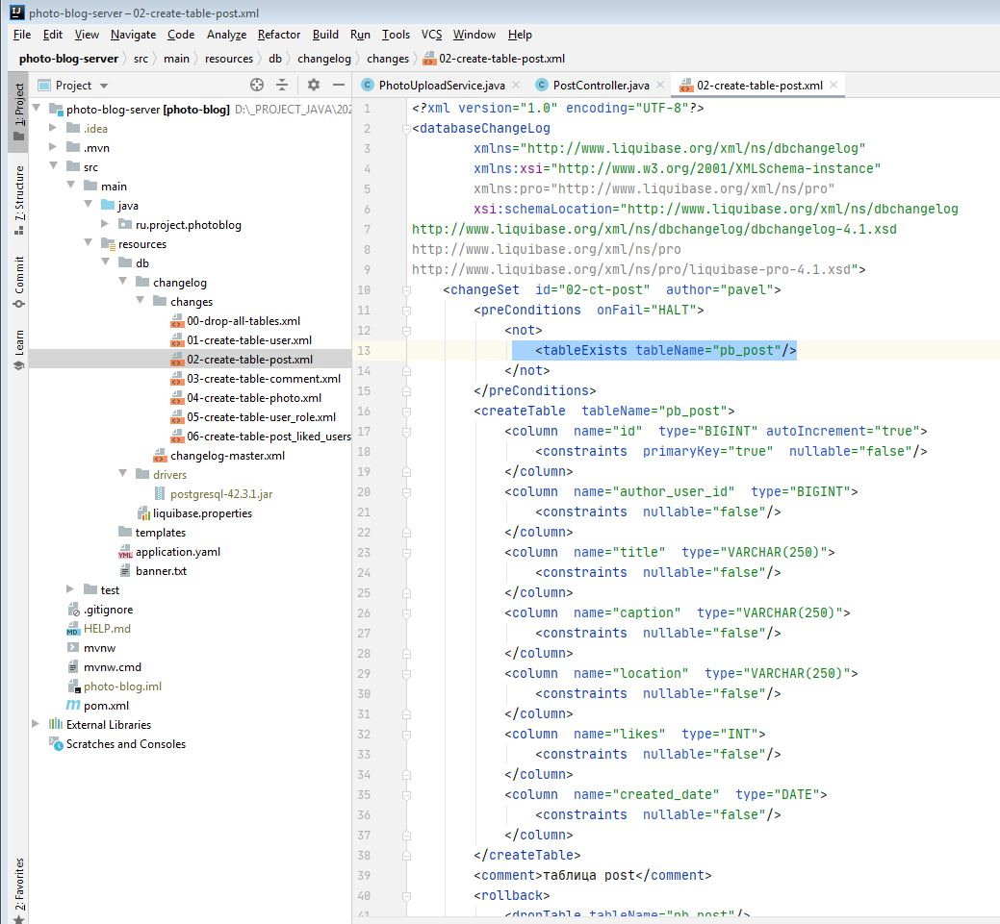 photo-blog-server – 02-create-table-post.xml
File Edit View Navigate Code Analyze Refactor Build Run Tools VCS Window Help
photo-blog-server src main resources db changelog changes 02-create-table-post.xml
1: Project
7: Structure
Commit
Learn
2: Favorites
Project
photo-blog-server [photo-blog] D:\_PROJECT_JAVA\202
.idea
.mvn
src
main
java
ru.project.photoblog
resources
db
changelog
changes
00-drop-all-tables.xml
01-create-table-user.xml
02-create-table-post.xml
03-create-table-comment.xml
04-create-table-photo.xml
05-create-table-user_role.xml
06-create-table-post_liked_users
changelog-master.xml
drivers
postgresql-42.3.1.jar
liquibase.properties
templates
application.yaml
banner.txt
test
.gitignore
HELP.md
mvnw
mvnw.cmd
photo-blog.iml
pom.xml
External Libraries
Scratches and Consoles
PhotoUploadService.java PostController.java 02-create-table-post.xml
1 <?xml version="1.0" encoding="UTF-8"?>
2 <databaseChangeLog
3 xmlns="http://www.liquibase.org/xml/ns/dbchangelog"
4 xmlns:xsi="http://www.w3.org/2001/XMLSchema-instance"
5 xmlns:pro="http://www.liquibase.org/xml/ns/pro"
6 xsi:schemaLocation="http://www.liquibase.org/xml/ns/dbchangelog
7 http://www.liquibase.org/xml/ns/dbchangelog/dbchangelog-4.1.xsd
8 http://www.liquibase.org/xml/ns/pro
9 http://www.liquibase.org/xml/ns/pro/liquibase-pro-4.1.xsd">
10 <changeSet id="02-ct-post" author="pavel">
11 <preConditions onFail="HALT">
12 <not>
13 <tableExists tableName="pb_post"/>
14 </not>
15 </preConditions>
16 <createTable tableName="pb_post">
17 <column name="id" type="BIGINT" autoIncrement="true">
18 <constraints primaryKey="true" nullable="false"/>
19 </column>
20 <column name="author_user_id" type="BIGINT">
21 <constraints nullable="false"/>
22 </column>
23 <column name="title" type="VARCHAR(250)">
24 <constraints nullable="false"/>
25 </column>
26 <column name="caption" type="VARCHAR(250)">
27 <constraints nullable="false"/>
28 </column>
29 <column name="location" type="VARCHAR(250)">
30 <constraints nullable="false"/>
31 </column>
32 <column name="likes" type="INT">
33 <constraints nullable="false"/>
34 </column>
35 <column name="created_date" type="DATE">
36 <constraints nullable="false"/>
37 </column>
38 </createTable>
39 <comment>таблица post</comment>
40 <rollback>
41 <dropTable tableName="pb_post"/>